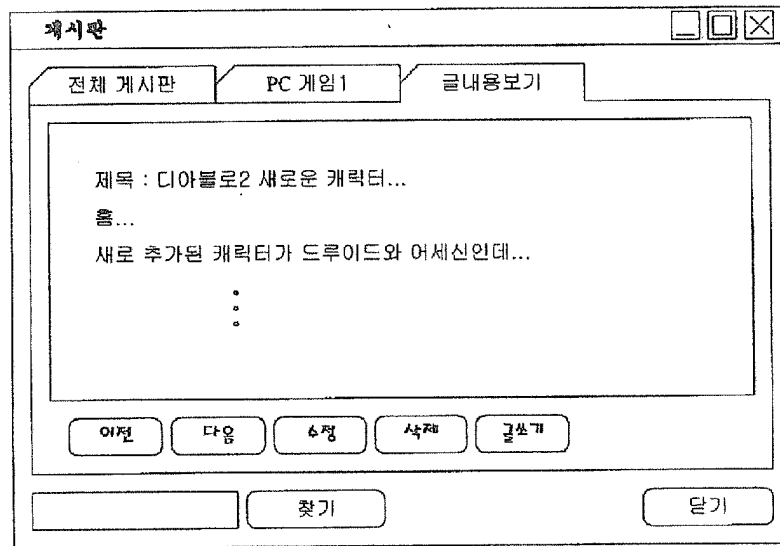 게시판
전체 게시판 PC 게임1 글내용보기
제목 : 디아블로2 새로운 캐릭터...
흠...
새로 추가된 캐릭터가 드루이드와 어세신인데...
이전 다음 수정 삭제 글쓰기
찾기 닫기